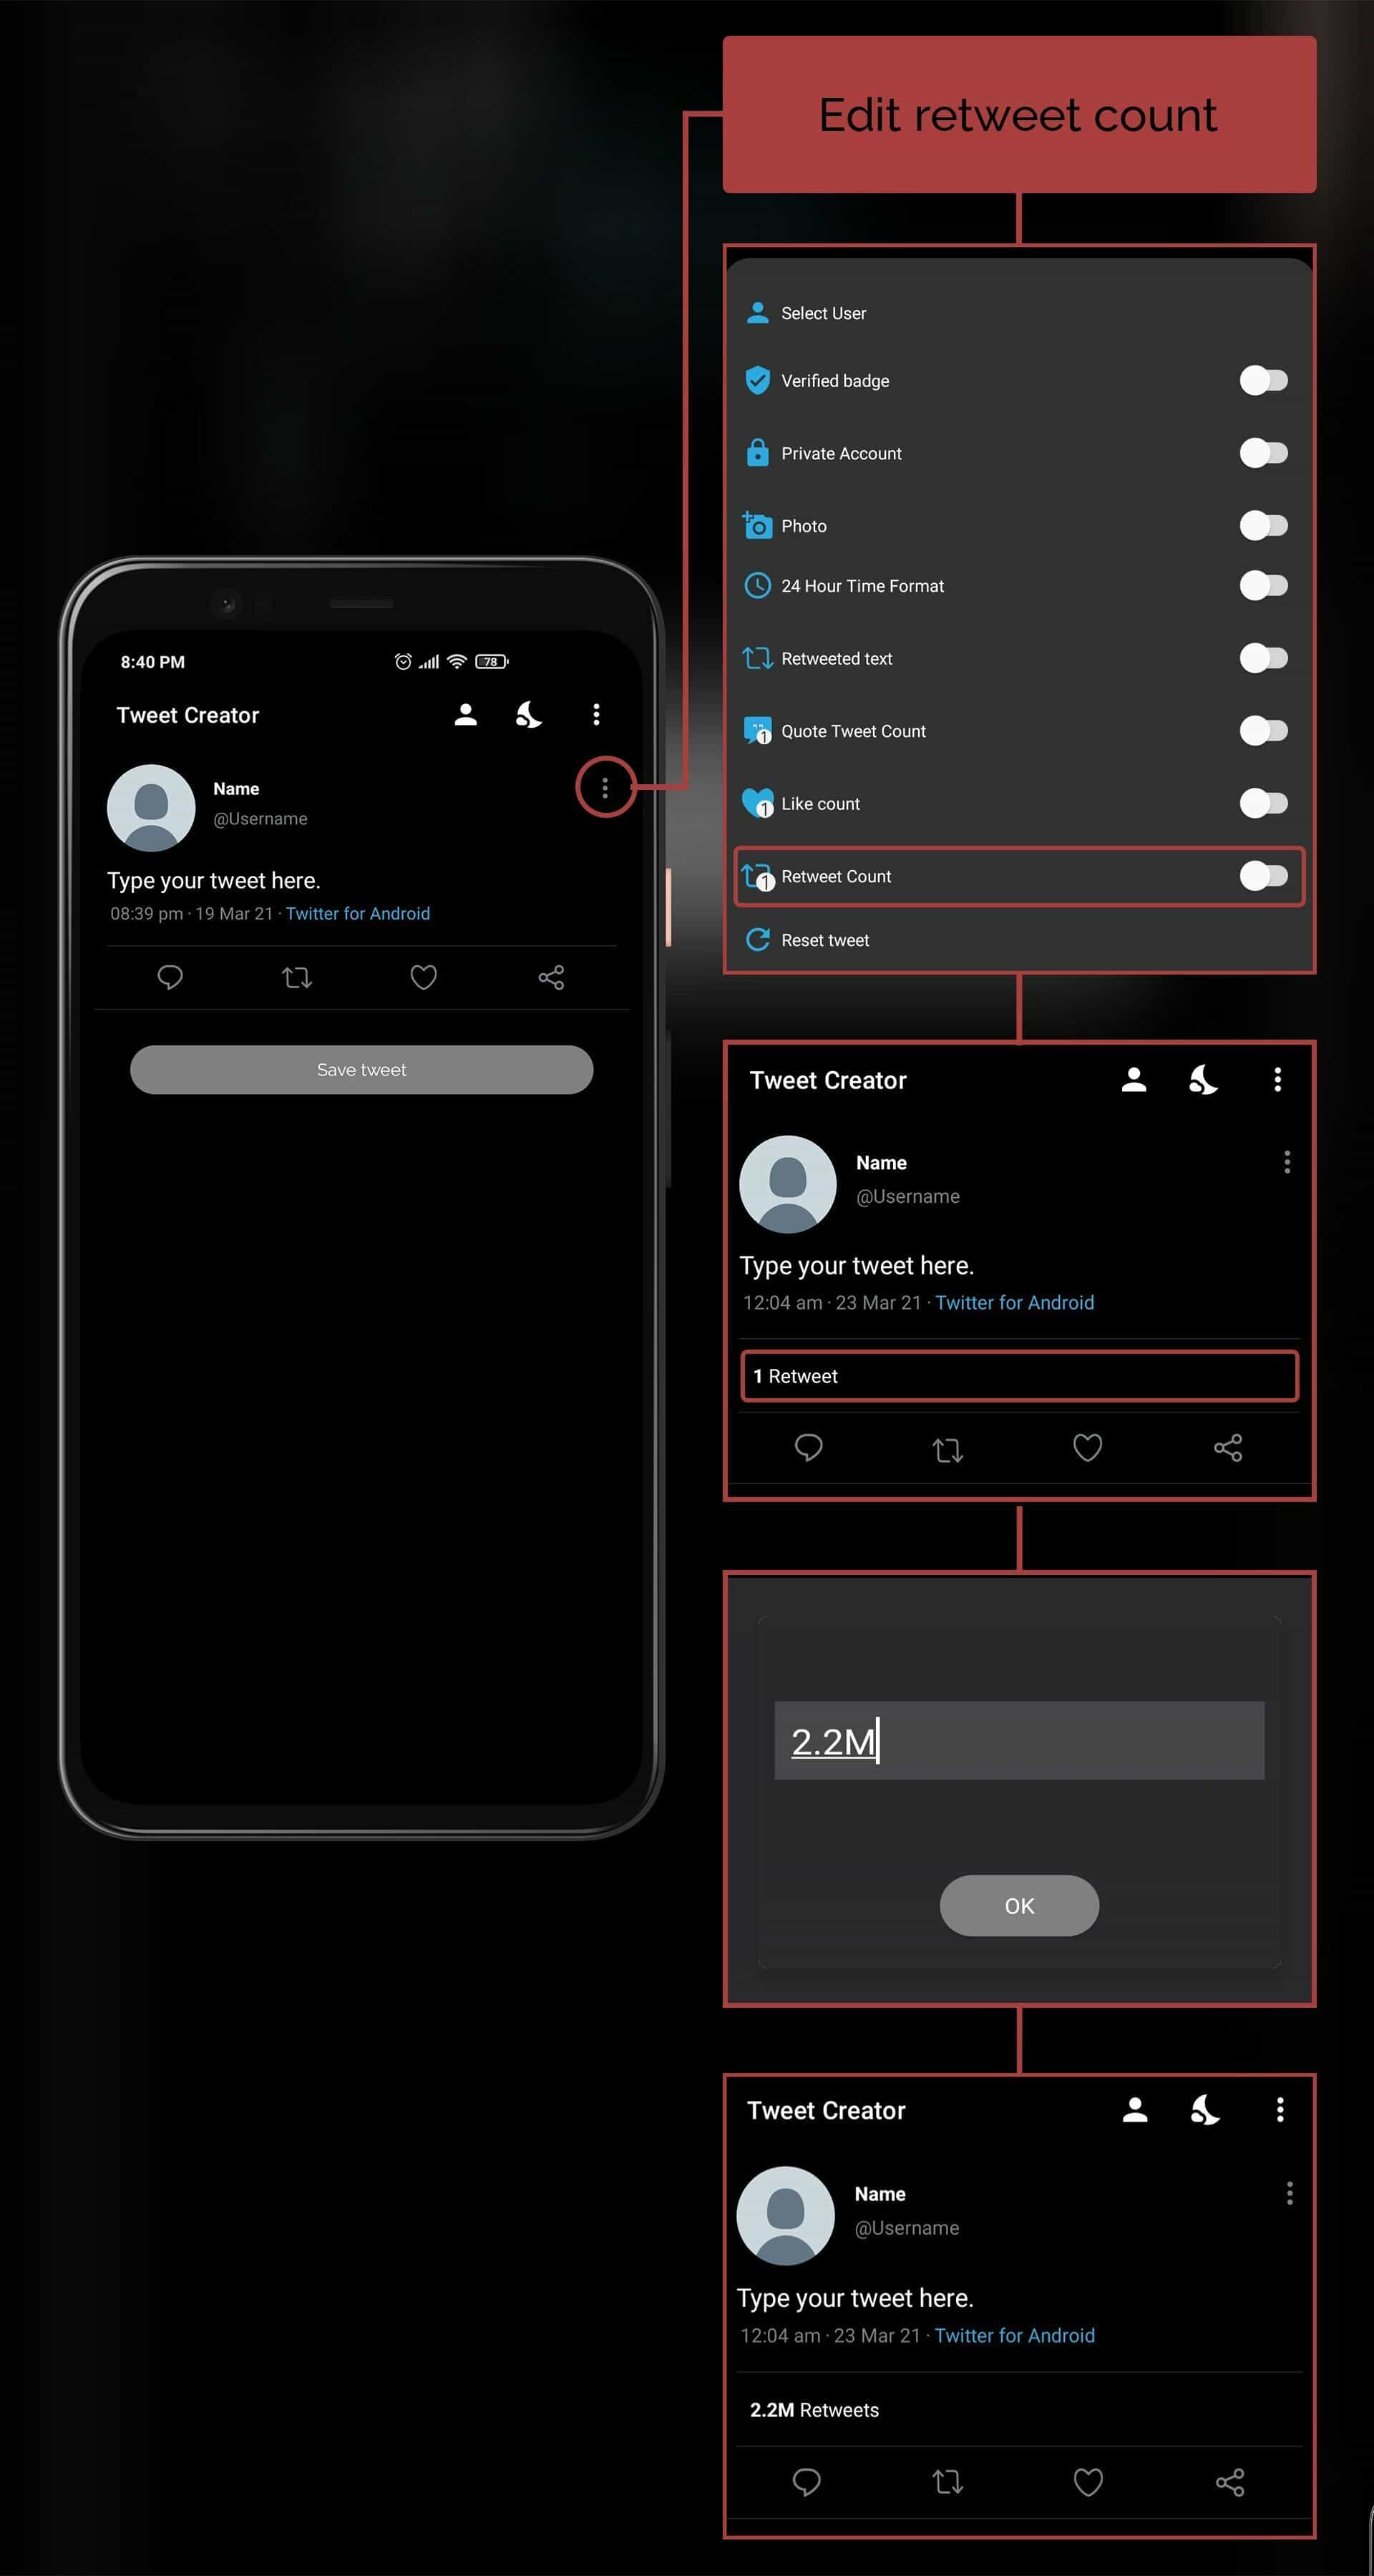 Edit retweet count
Select User
Verified badge
Private Account
Photo
24 Hour Time Format
Retweeted text
1 Quote Tweet Count
1 Like count
1 Retweet Count
Reset tweet
8:40 PM 78
Tweet Creator
Name
@Username
Type your tweet here.
08:39 pm · 19 Mar 21 · Twitter for Android
Save tweet
Tweet Creator
Name
@Username
Type your tweet here.
12:04 am · 23 Mar 21 · Twitter for Android
1 Retweet
2.2M
OK
Tweet Creator
Name
@Username
Type your tweet here.
12:04 am · 23 Mar 21 · Twitter for Android
2.2M Retweets